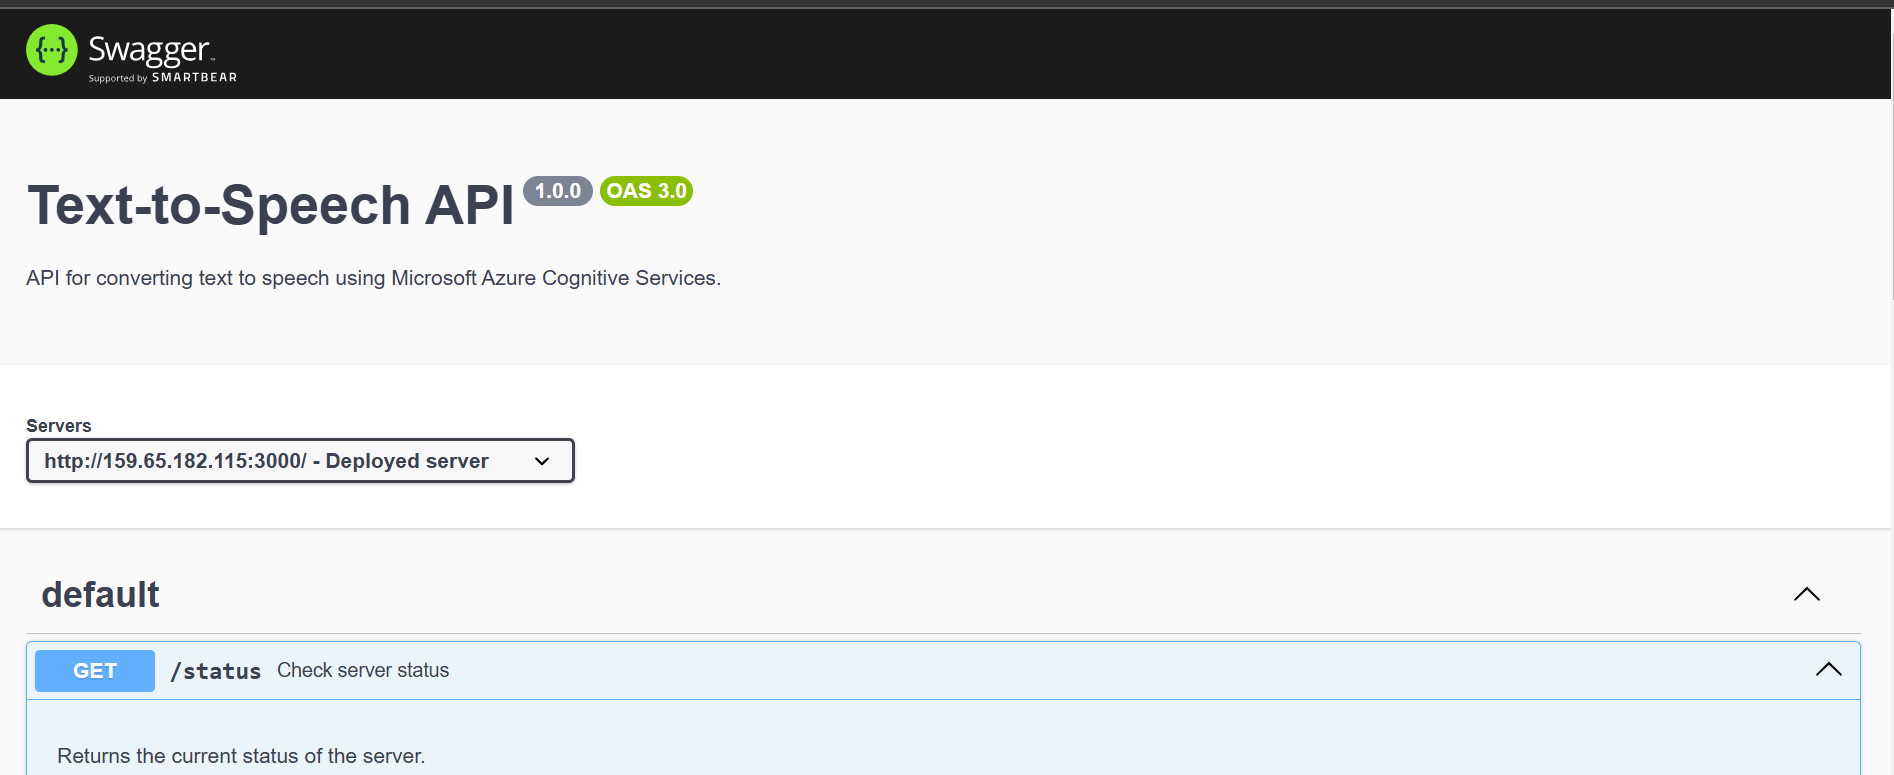 {···} Swagger™
Supported by SMARTBEAR
Text-to-Speech API 1.0.0 OAS 3.0
API for converting text to speech using Microsoft Azure Cognitive Services.
Servers
http://159.65.182.115:3000/ - Deployed server
default
GET /status Check server status
Returns the current status of the server.